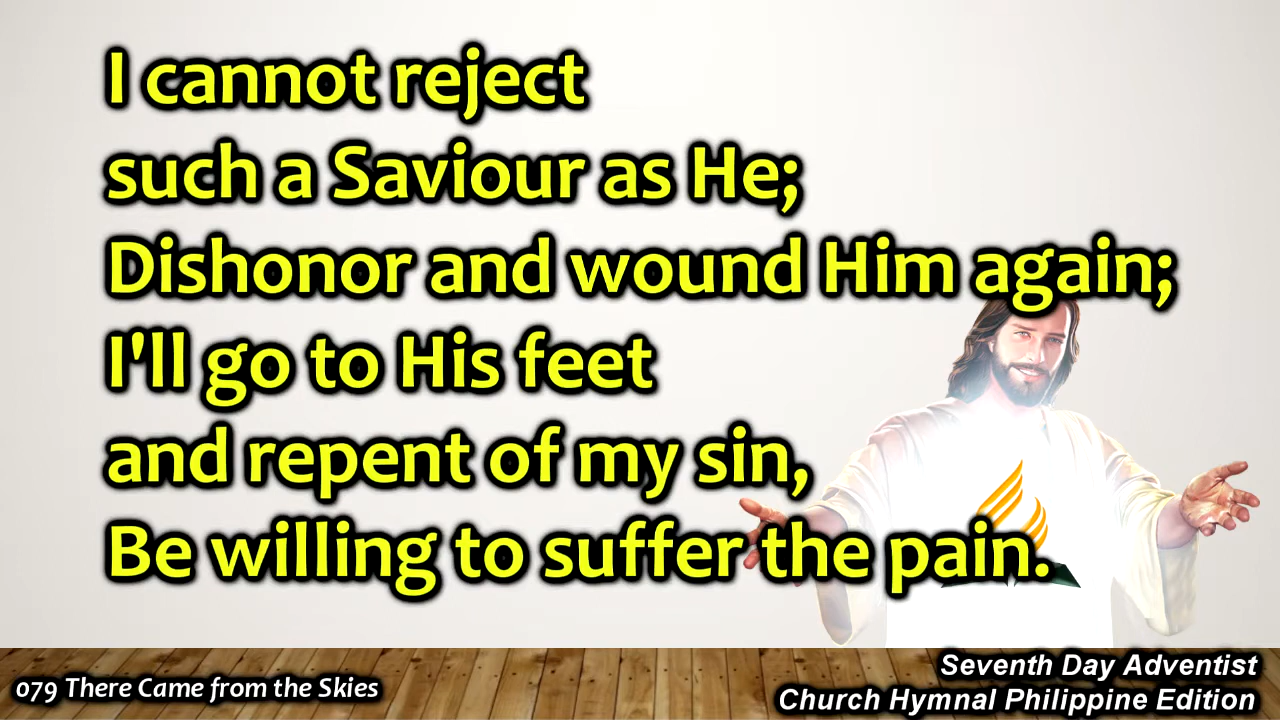 I cannot reject
such a Saviour as He;
Dishonor and wound Him again;
I'll go to His feet
and repent of my sin,
Be willing to suffer the pain.
079 There Came from the Skies
Seventh Day Adventist
Church Hymnal Philippine Edition